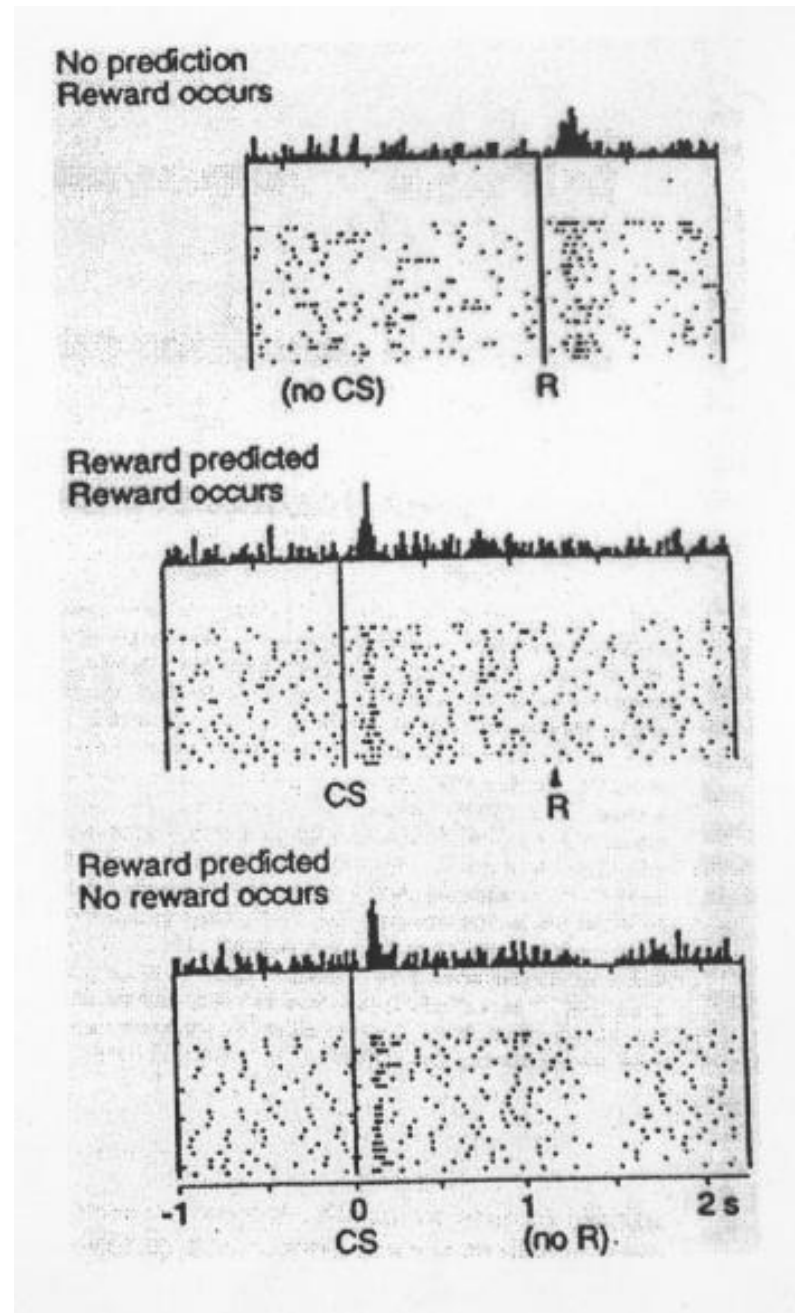 No prediction
Reward occurs
(no CS) R
Reward predicted
Reward occurs
CS R
Reward predicted
No reward occurs
-1 0 1 2 s
CS (no R)